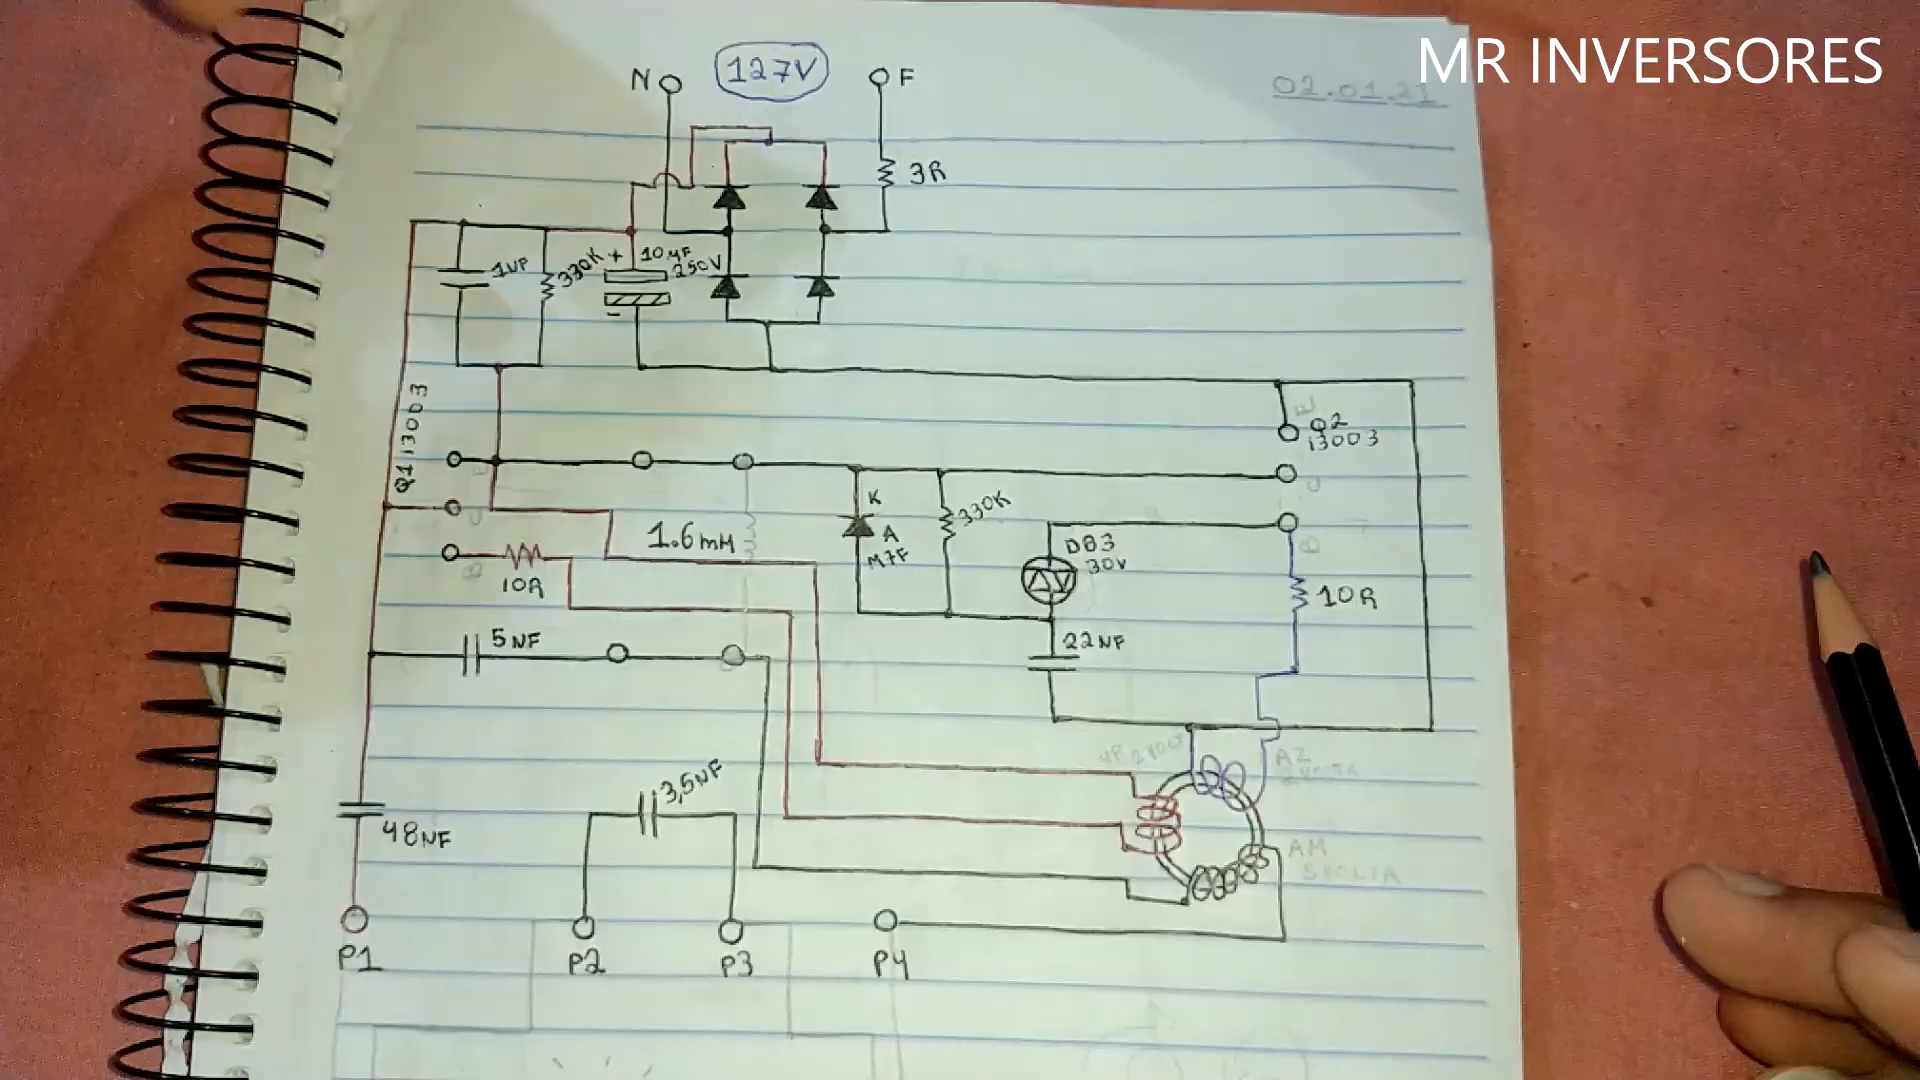 MR INVERSORES
02.01.21
N 127V F
3R
1UF
330K
+ 10µF
250V
-
Q1 13003
Q2
13003
K
A
M7F
330K
1.6mH
DB3
30V
10R
10R
5NF
22NF
3,5NF
48NF
AZ
AM
P1 P2 P3 P4